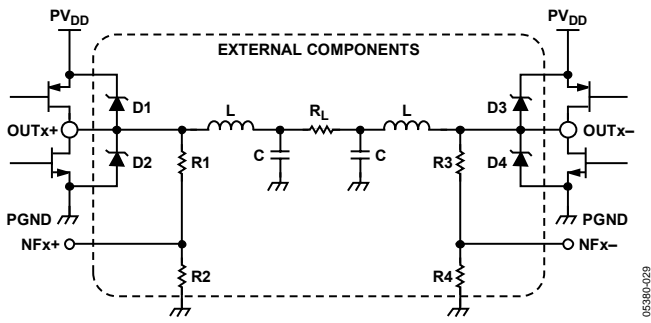 PVDD PVDD
EXTERNAL COMPONENTS
D1 L RL L D3
OUTx+ OUTx–
D2 R1 C C R3 D4
PGND PGND
NFx+ NFx–
R2 R4
05380-029